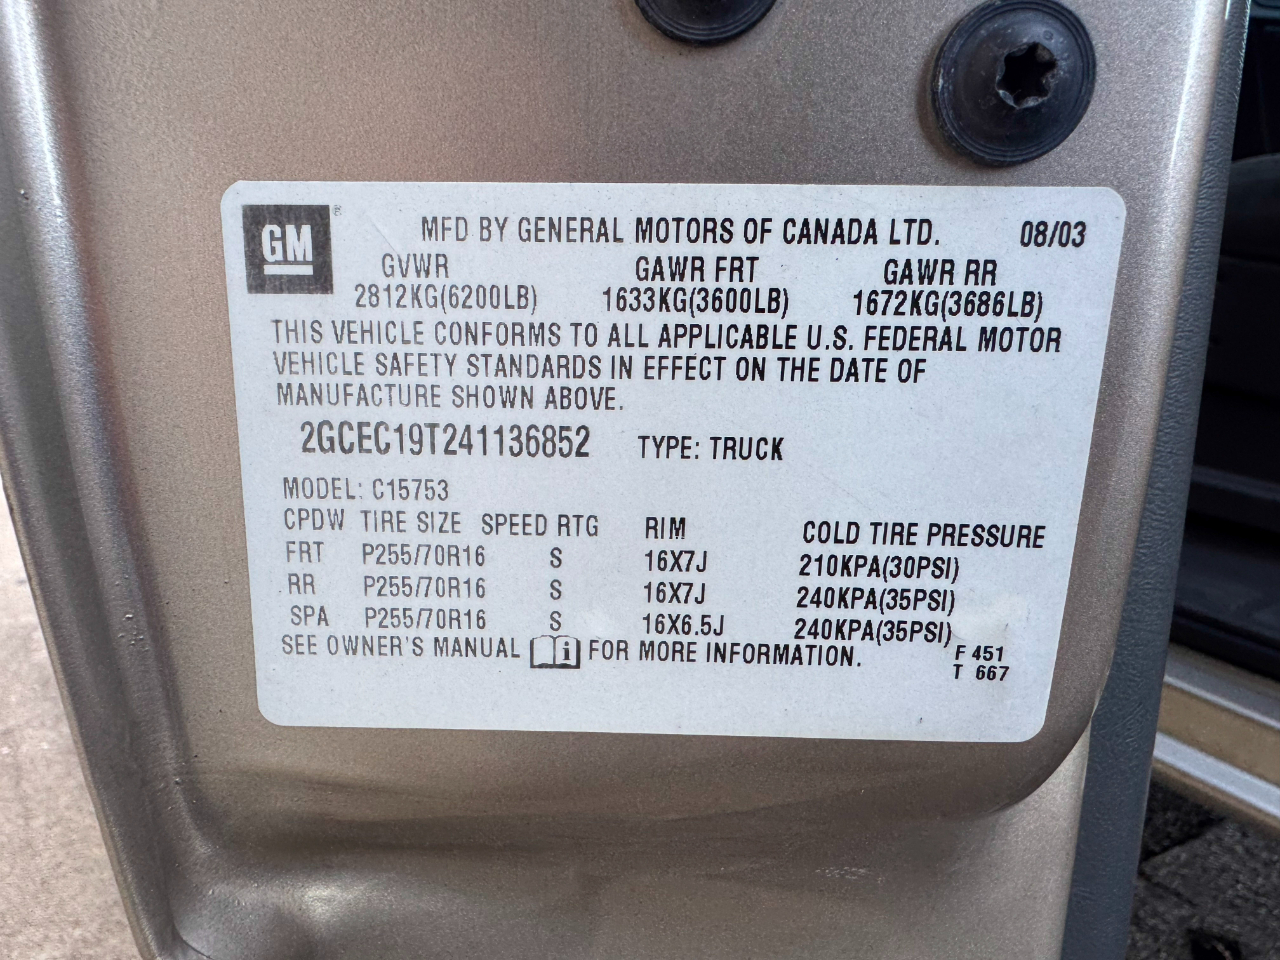 GM®
MFD BY GENERAL MOTORS OF CANADA LTD. 08/03
GVWR GAWR FRT GAWR RR
2812KG(6200LB) 1633KG(3600LB) 1672KG(3686LB)
THIS VEHICLE CONFORMS TO ALL APPLICABLE U.S. FEDERAL MOTOR
VEHICLE SAFETY STANDARDS IN EFFECT ON THE DATE OF
MANUFACTURE SHOWN ABOVE.
2GCEC19T241136852 TYPE: TRUCK
MODEL: C15753
CPDW TIRE SIZE SPEED RTG RIM COLD TIRE PRESSURE
FRT P255/70R16 S 16X7J 210KPA(30PSI)
RR P255/70R16 S 16X7J 240KPA(35PSI)
SPA P255/70R16 S 16X6.5J 240KPA(35PSI)
SEE OWNER'S MANUAL i FOR MORE INFORMATION.
F 451
T 667